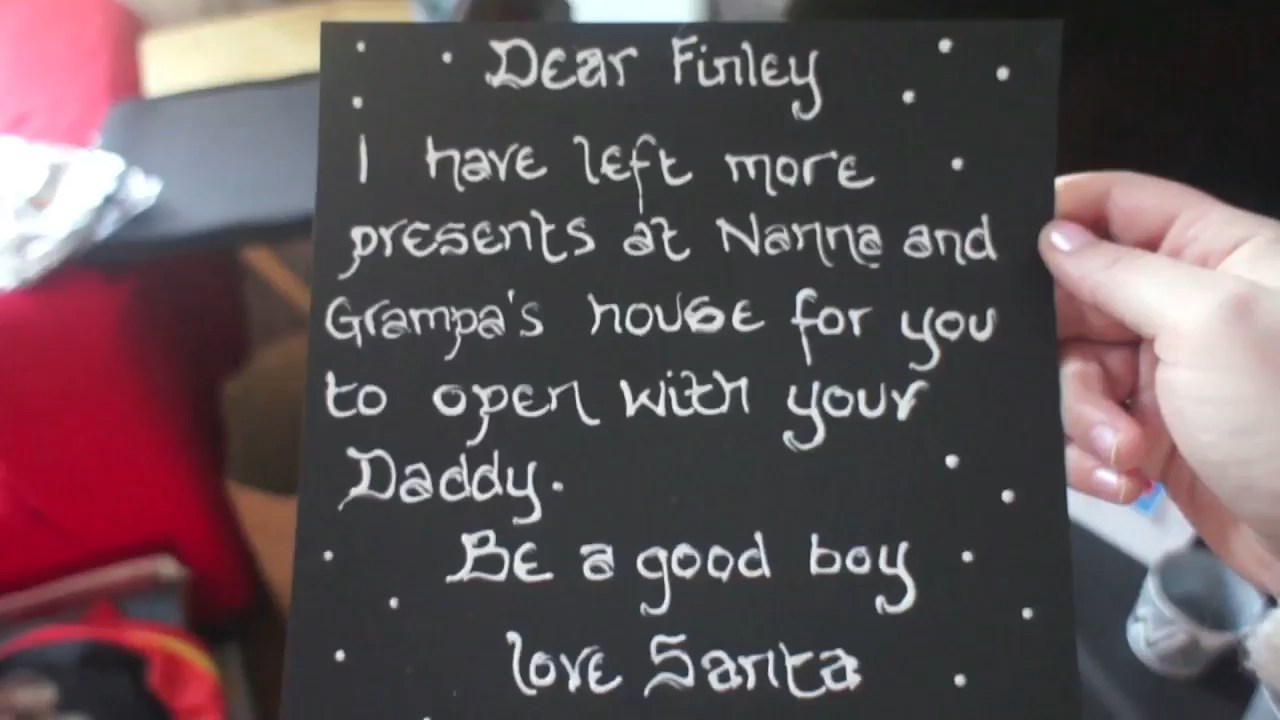 Dear Finley
I have left more
presents at Nanna and
Grampa's house for you
to open with your
Daddy.
Be a good boy
love Santa